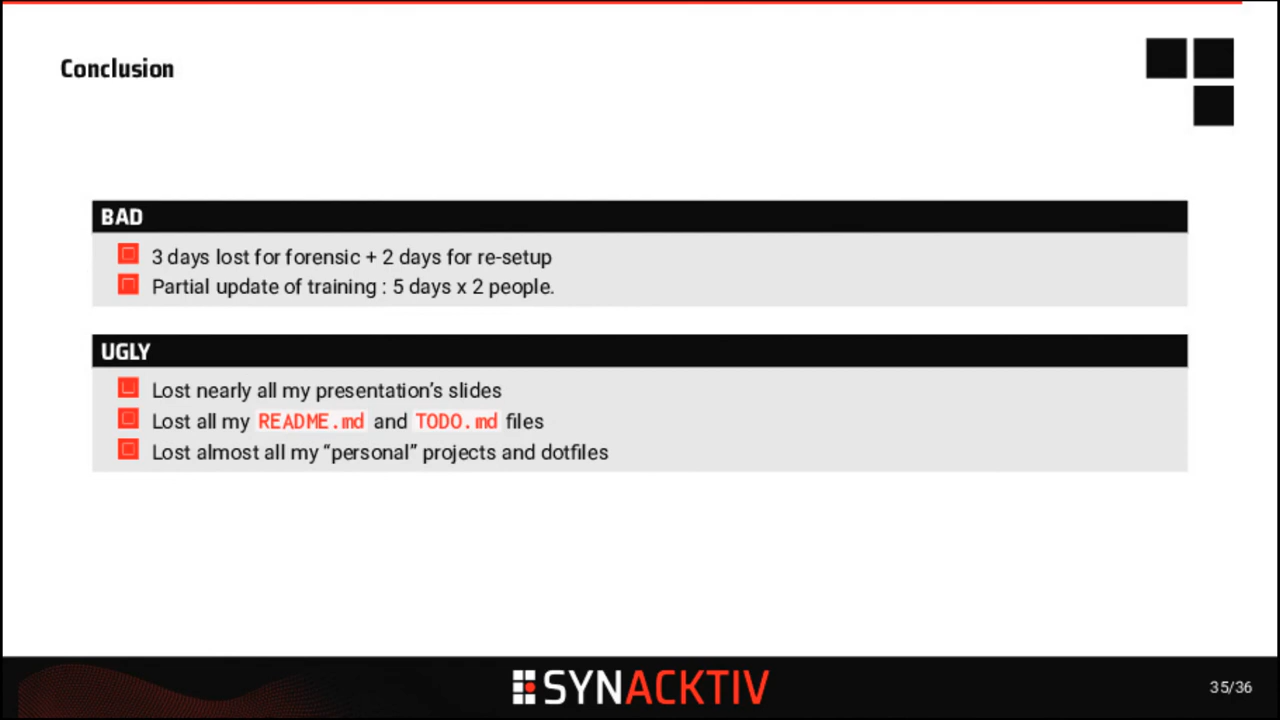 Conclusion
BAD
3 days lost for forensic + 2 days for re-setup
Partial update of training : 5 days x 2 people.
UGLY
Lost nearly all my presentation’s slides
Lost all my README.md and TODO.md files
Lost almost all my “personal” projects and dotfiles
SYNACKTIV
35/36